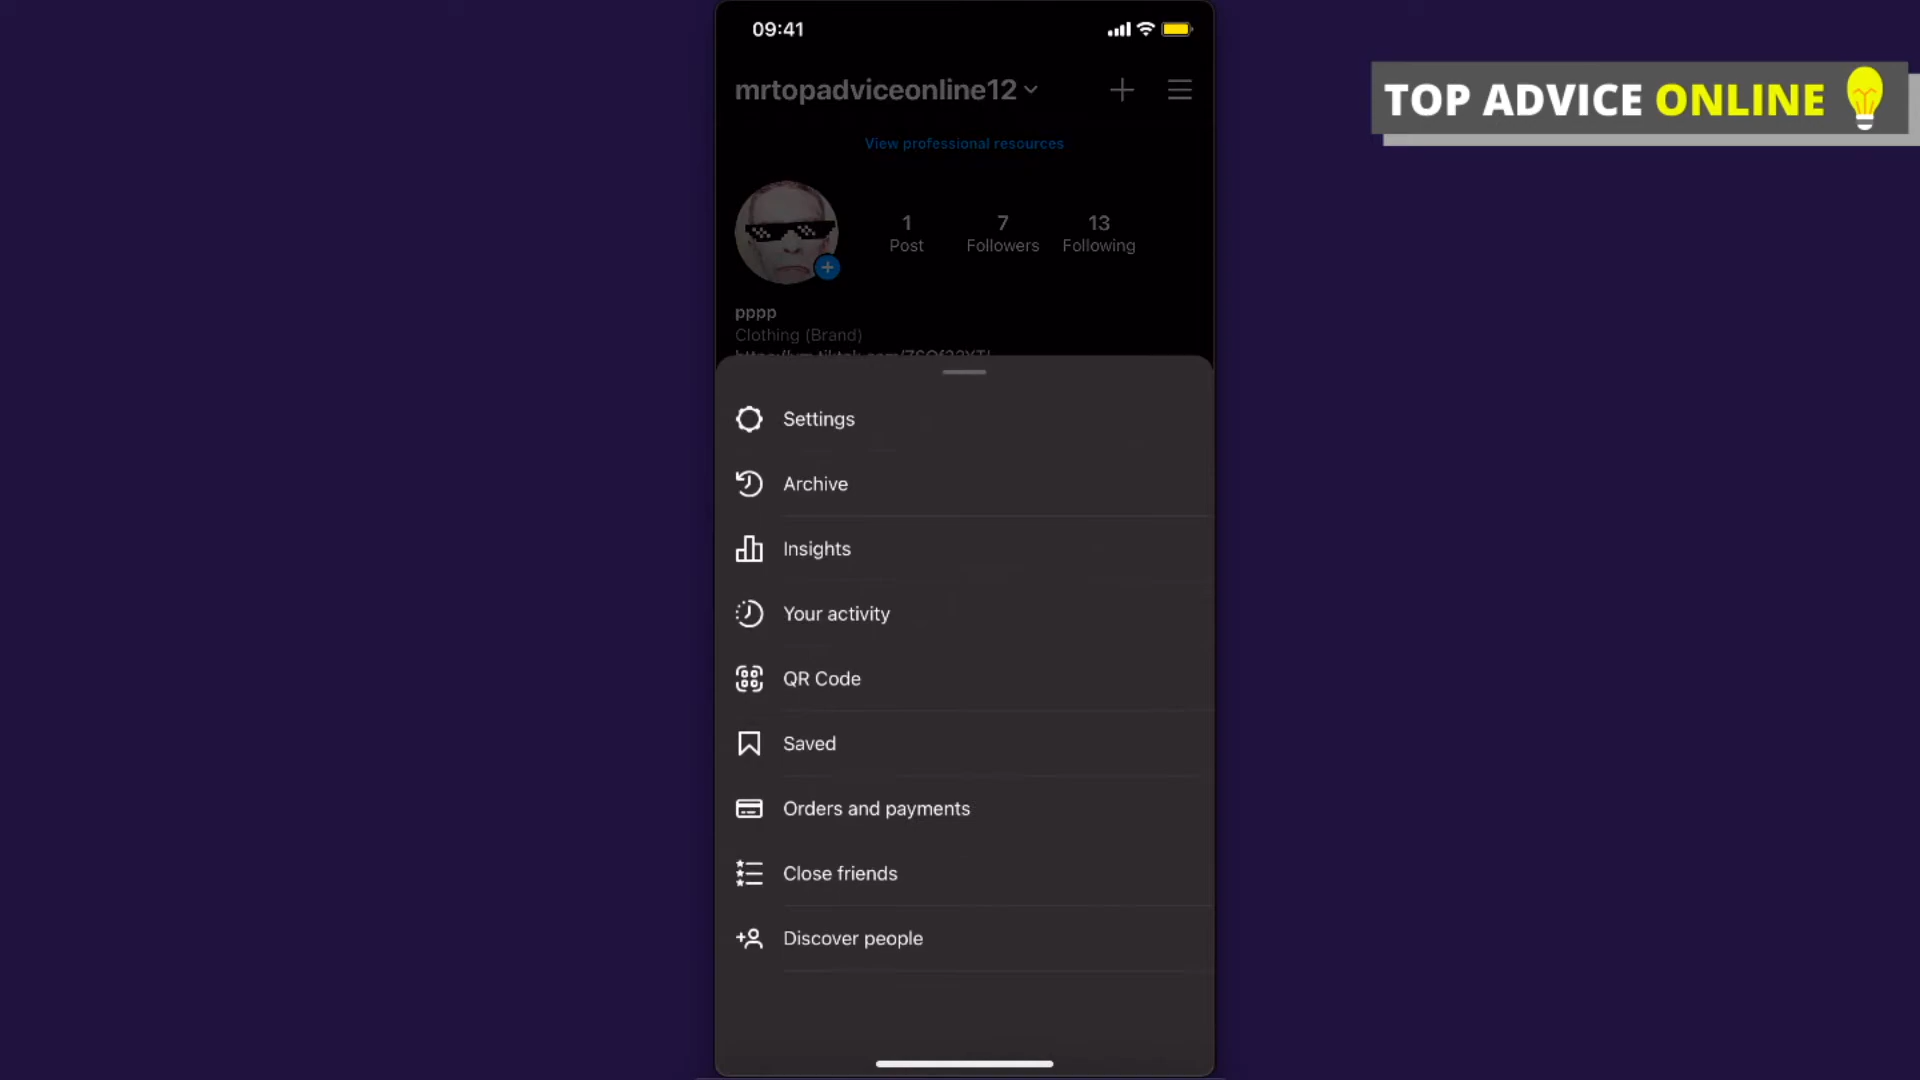 09:41
TOP ADVICE ONLINE
mrtopadviceonline12
View professional resources
1 7 13
Post Followers Following
pppp
Clothing (Brand)
Settings
Archive
Insights
Your activity
QR Code
Saved
Orders and payments
Close friends
Discover people